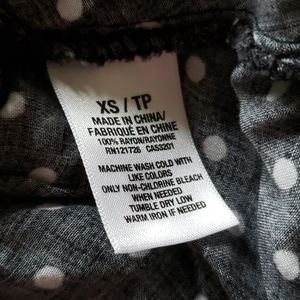 XS / TP
MADE IN CHINA/
FABRIQUÉ EN CHINE
100% RAYON/RAYONNE
RN121726 CA53201
MACHINE WASH COLD WITH
LIKE COLORS
ONLY NON-CHLORINE BLEACH
WHEN NEEDED
TUMBLE DRY LOW
WARM IRON IF NEEDED